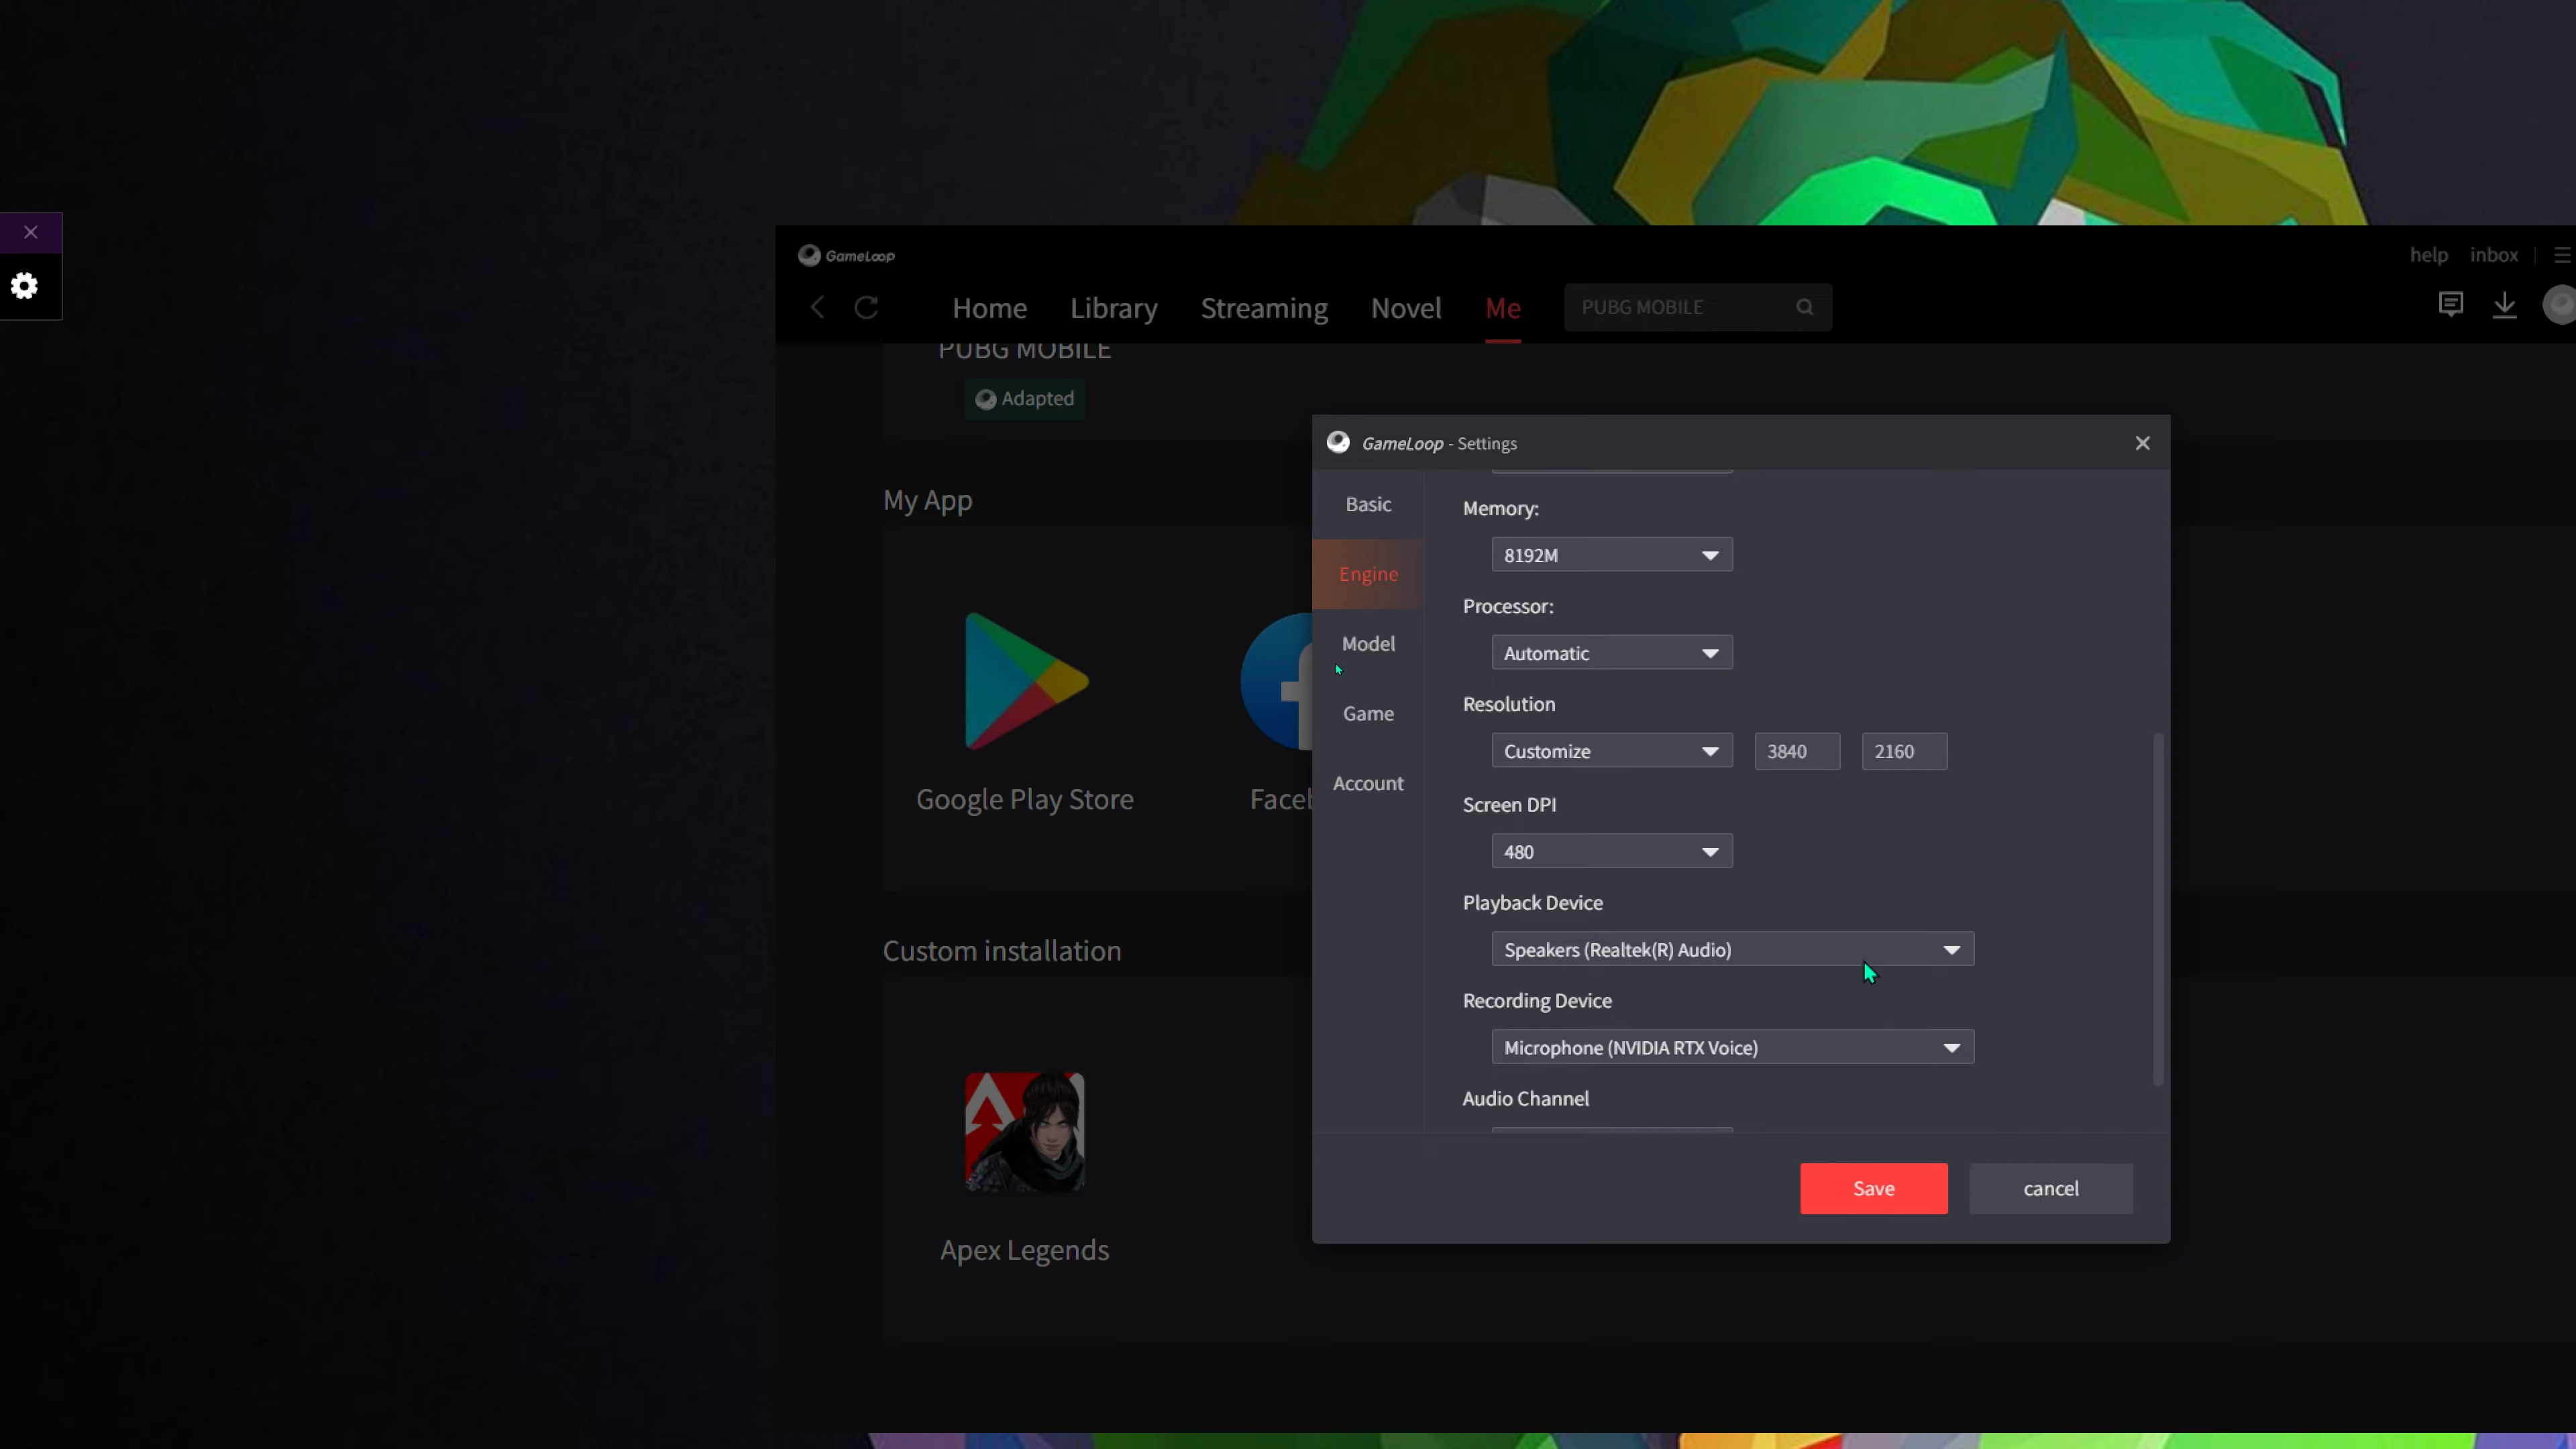 GameLoop
help inbox
Home Library Streaming Novel Me PUBG MOBILE
PUBG MOBILE
Adapted
My App
Google Play Store
Faceb
Custom installation
Apex Legends
GameLoop - Settings
Basic
Engine
Model
Game
Account
Memory:
8192M
Processor:
Automatic
Resolution
Customize 3840 2160
Screen DPI
480
Playback Device
Speakers (Realtek(R) Audio)
Recording Device
Microphone (NVIDIA RTX Voice)
Audio Channel
Save cancel